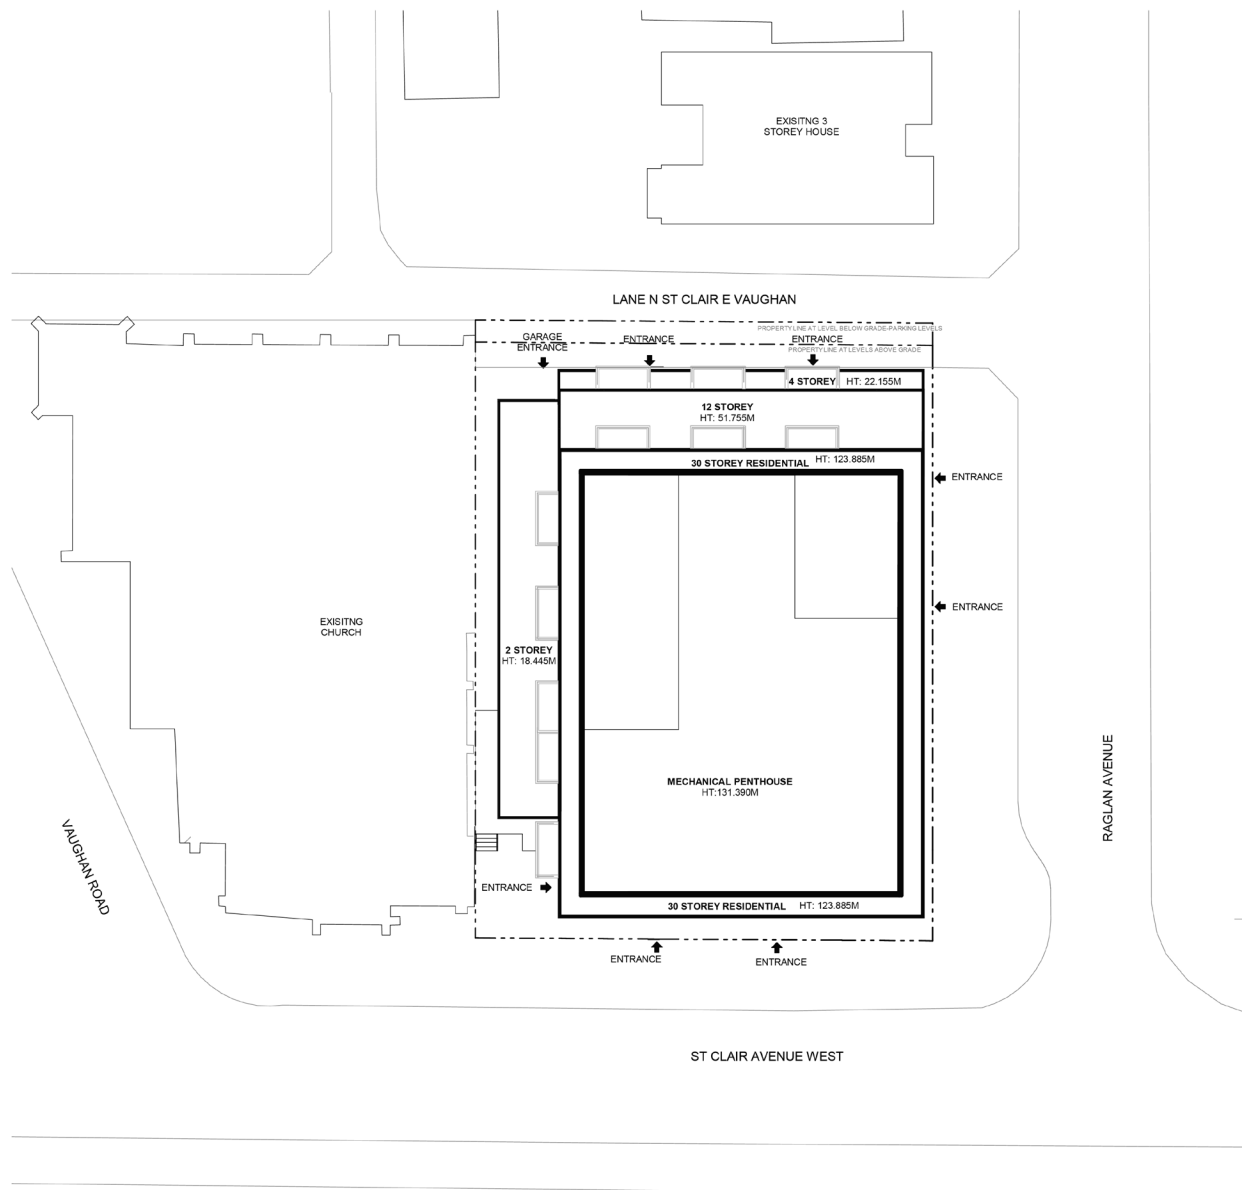 EXISITNG 3
STOREY HOUSE
LANE N ST CLAIR E VAUGHAN
PROPERTY LINE AT LEVEL BELOW GRADE-PARKING LEVELS
GARAGE
ENTRANCE
ENTRANCE
ENTRANCE
PROPERTY LINE AT LEVELS ABOVE GRADE
4 STOREY HT: 22.155M
12 STOREY
HT: 51.755M
30 STOREY RESIDENTIAL HT: 123.885M
ENTRANCE
ENTRANCE
EXISITNG
CHURCH
2 STOREY
HT: 18.445M
MECHANICAL PENTHOUSE
HT:131.390M
RAGLAN AVENUE
VAUGHAN ROAD
ENTRANCE
30 STOREY RESIDENTIAL HT: 123.885M
ENTRANCE
ENTRANCE
ST CLAIR AVENUE WEST